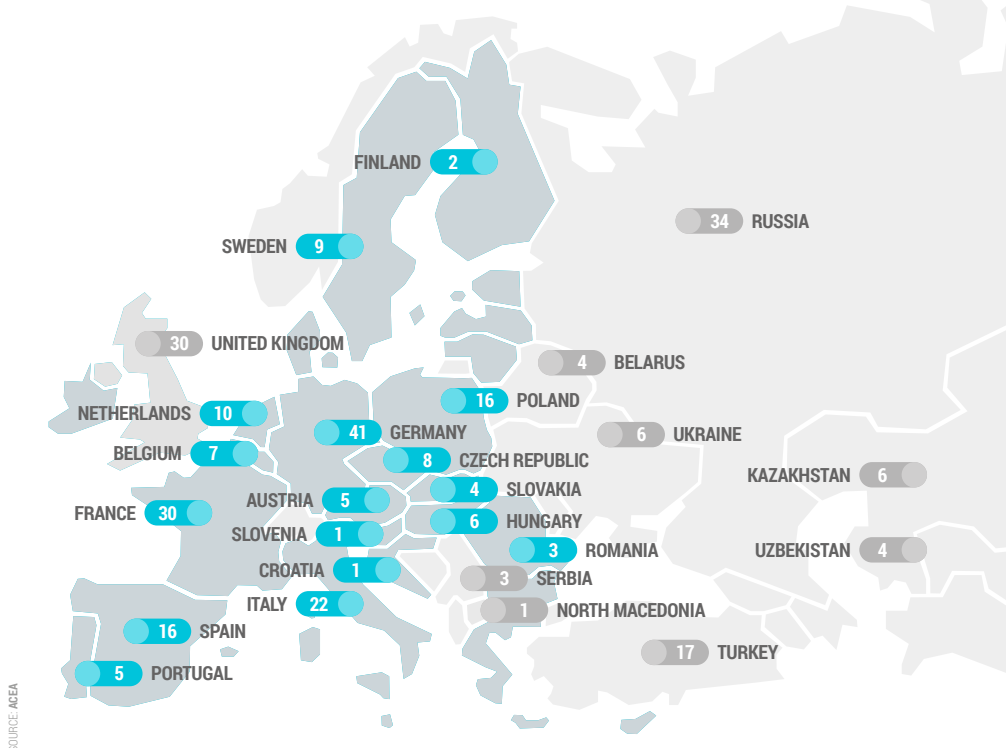 FINLAND 2
34 RUSSIA
SWEDEN 9
30 UNITED KINGDOM
4 BELARUS
16 POLAND
NETHERLANDS 10
41 GERMANY
6 UKRAINE
BELGIUM 7
8 CZECH REPUBLIC
KAZAKHSTAN 6
4 SLOVAKIA
AUSTRIA 5
FRANCE 30
6 HUNGARY
SLOVENIA 1
3 ROMANIA
UZBEKISTAN 4
CROATIA 1
3 SERBIA
ITALY 22
1 NORTH MACEDONIA
16 SPAIN
17 TURKEY
5 PORTUGAL
SOURCE: ACEA